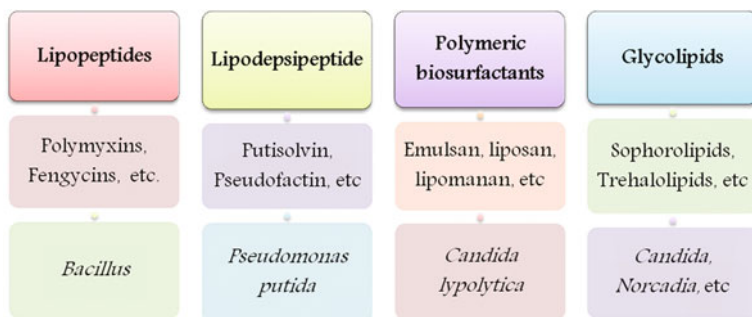 Lipopeptides
Polymyxins,
Fengycins, etc.
Bacillus
Lipodepsipeptide
Putisolvin,
Pseudofactin, etc
Pseudomonas
putida
Polymeric
biosurfactants
Emulsan, liposan,
lipomanan, etc
Candida
lypolytica
Glycolipids
Sophorolipids,
Trehalolipids, etc
Candida,
Norcadia, etc